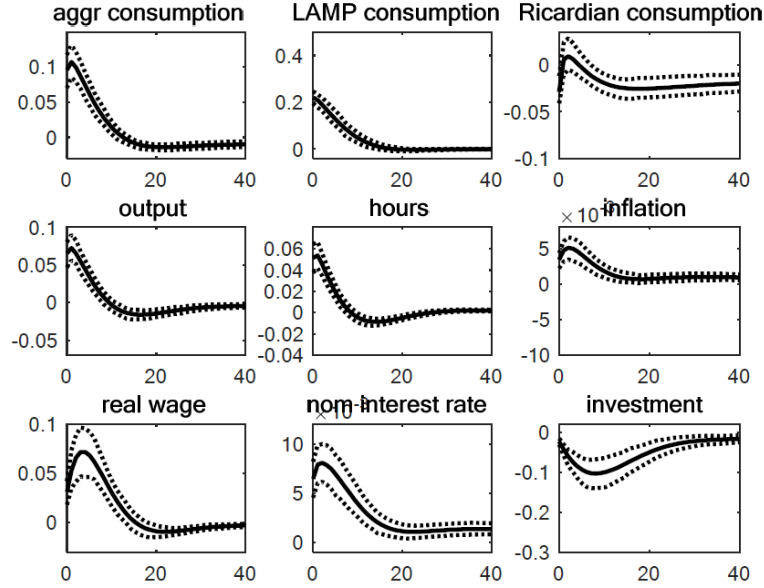 aggr consumption
LAMP consumption
Ricardian consumption
0.1
0.05
0
0 20 40
0.4
0.2
0
0 20 40
0
-0.05
-0.1
0 20 40
output
hours
inflation
0.1
0.05
0
-0.05
0 20 40
0.06
0.04
0.02
0
-0.02
-0.04
0 20 40
5
0
-5
-10
0 20 40
real wage
nom interest rate
investment
0.1
0.05
0
0 20 40
10
5
0
0 20 40
0
-0.1
-0.2
-0.3
0 20 40